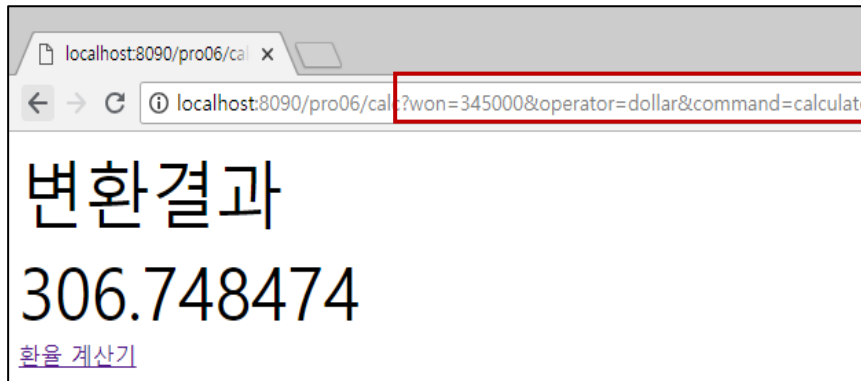 localhost:8090/pro06/cal
localhost:8090/pro06/calc?won=345000&operator=dollar&command=calculate
변환결과
306.748474
환율 계산기